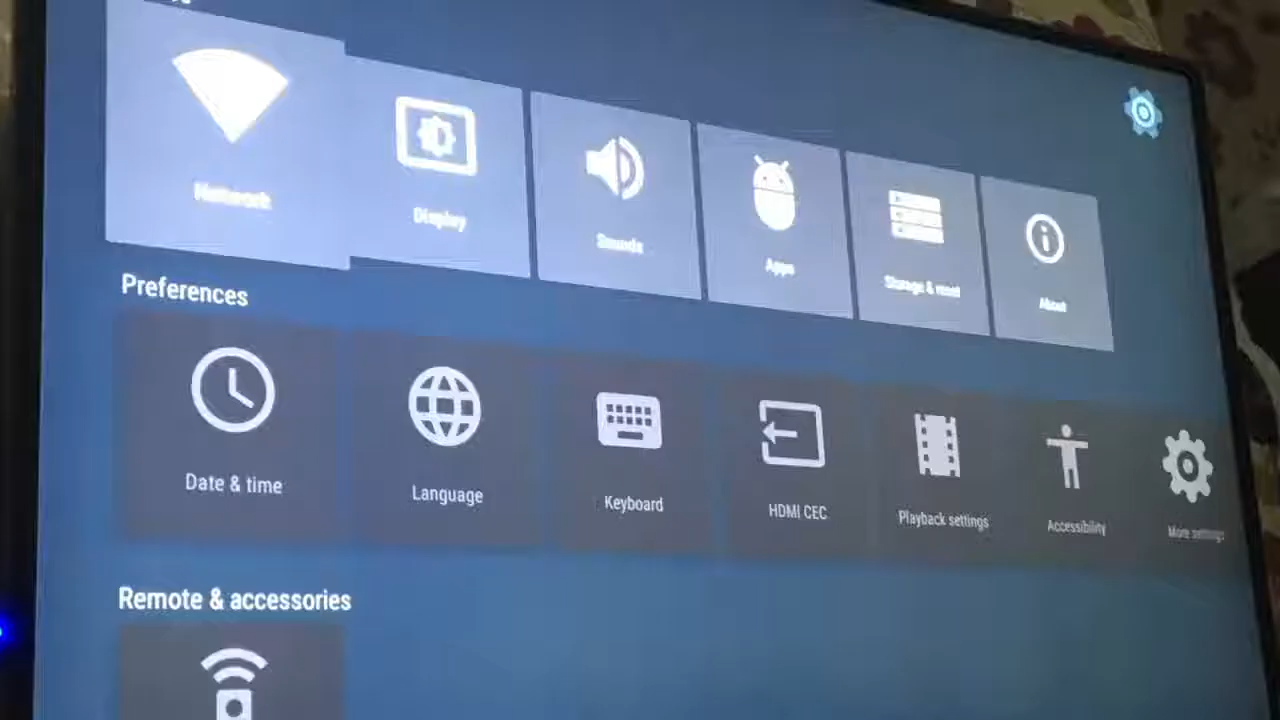 Network
Display
Sounds
Apps
Storage & reset
About
Preferences
Date & time
Language
Keyboard
HDMI CEC
Playback settings
Accessibility
More settings
Remote & accessories